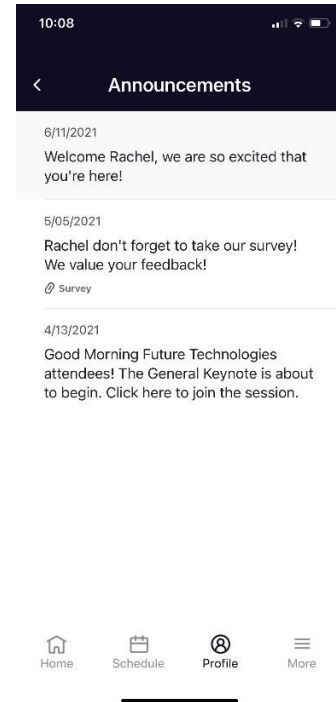 10:08
Announcements
6/11/2021
Welcome Rachel, we are so excited that
you're here!
5/05/2021
Rachel don't forget to take our survey!
We value your feedback!
Survey
4/13/2021
Good Morning Future Technologies
attendees! The General Keynote is about
to begin. Click here to join the session.
Home Schedule Profile More